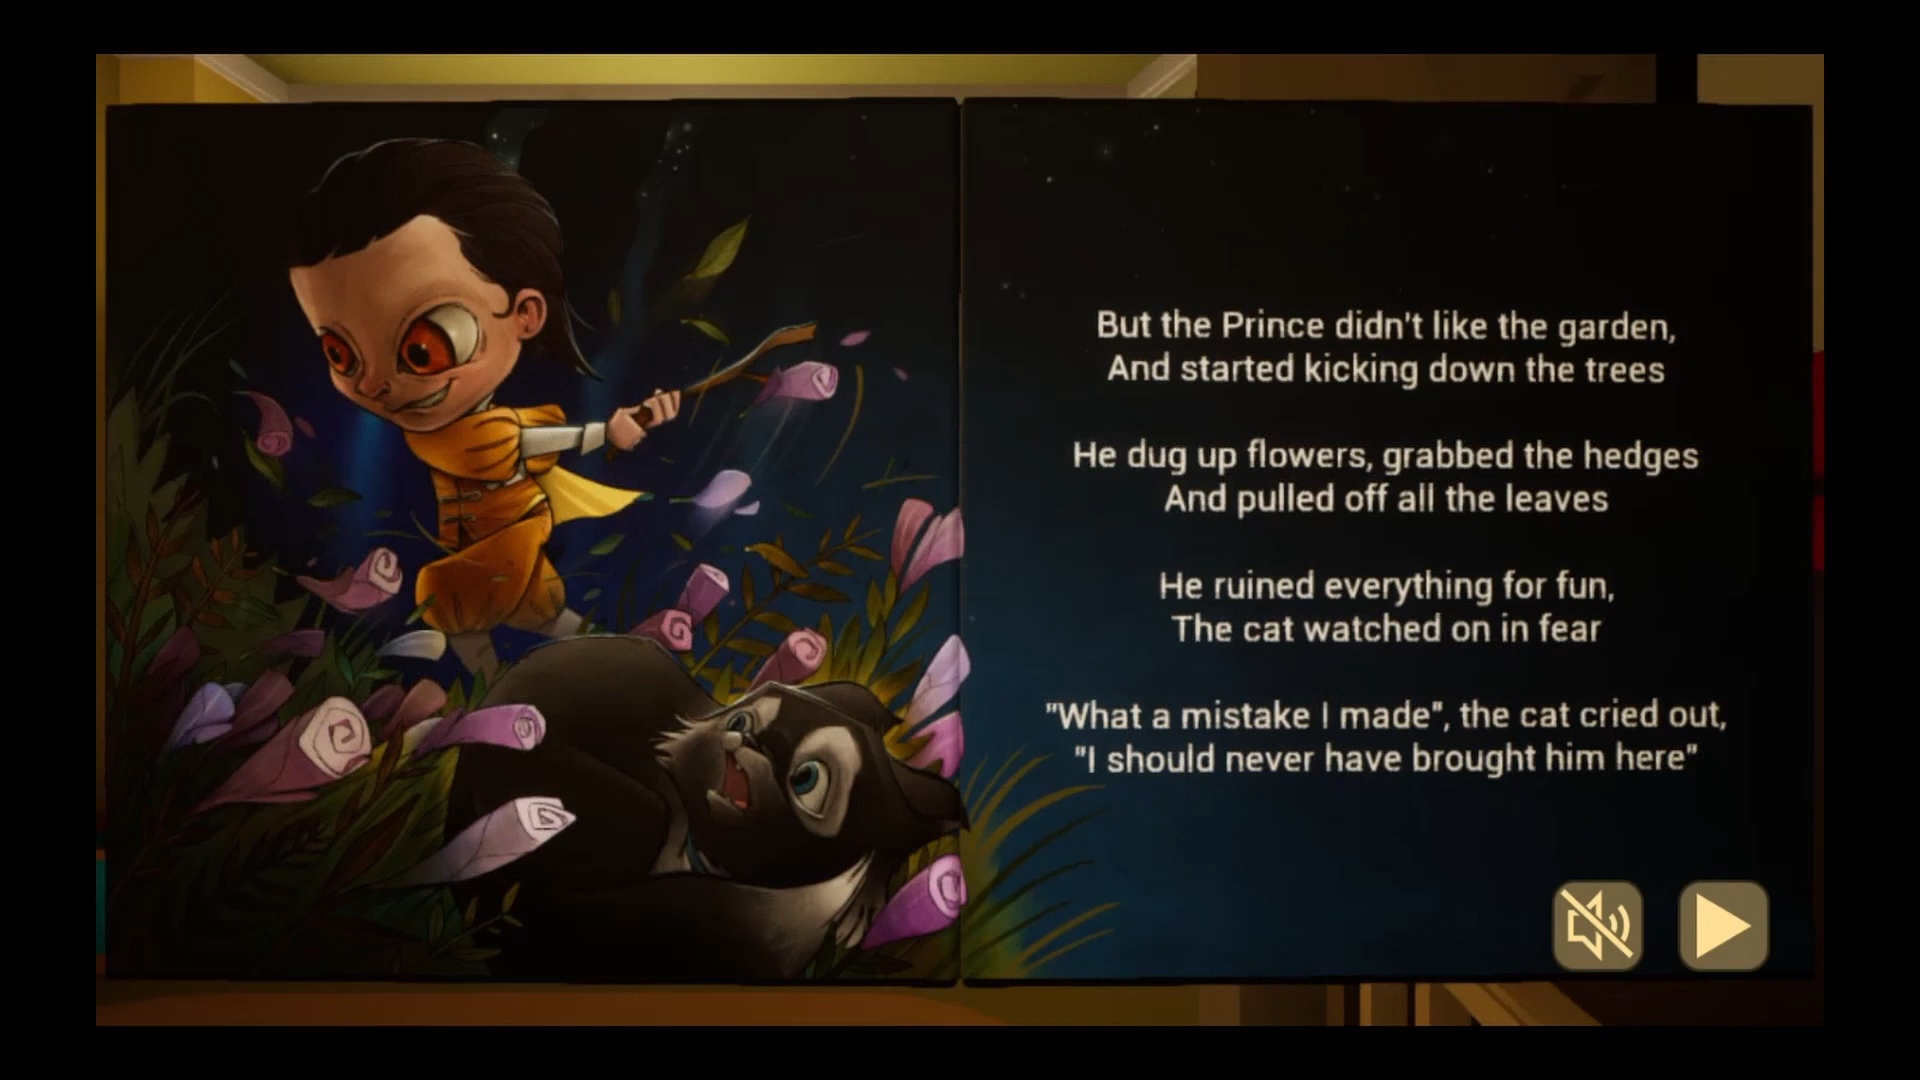 But the Prince didn't like the garden,
And started kicking down the trees
He dug up flowers, grabbed the hedges
And pulled off all the leaves
He ruined everything for fun,
The cat watched on in fear
"What a mistake I made", the cat cried out,
"I should never have brought him here"